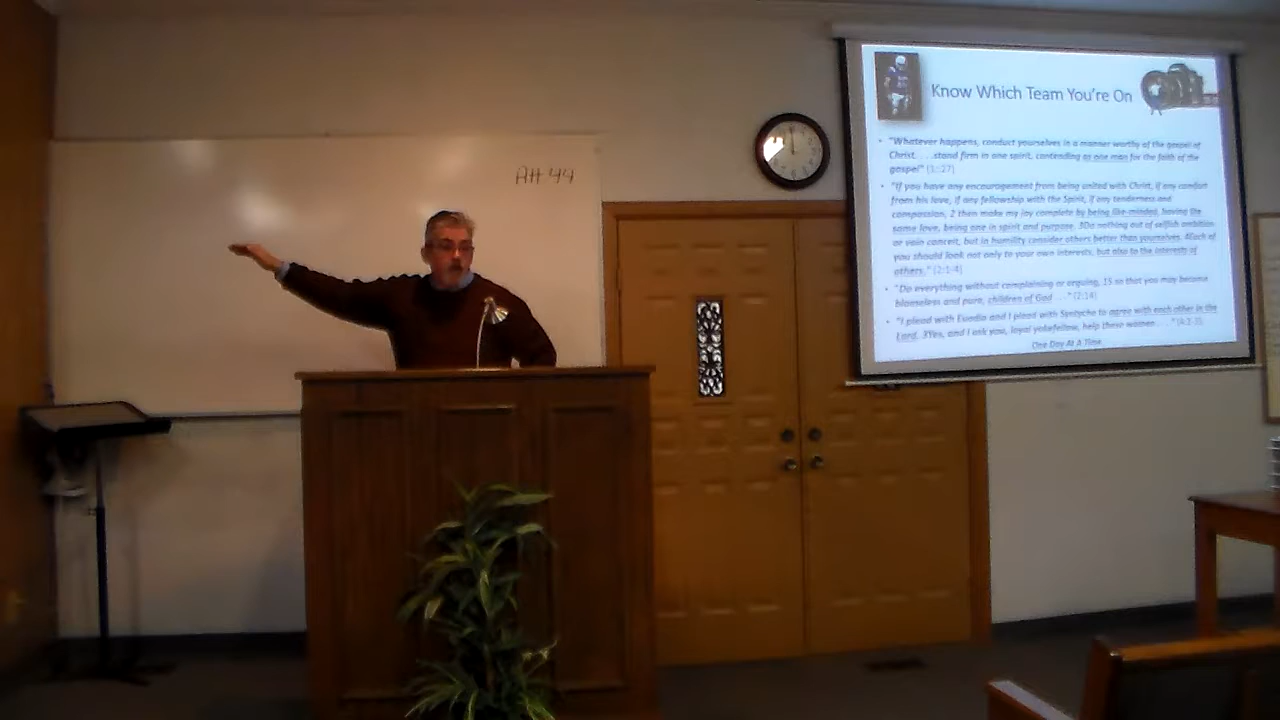 AH 44
Know Which Team You're On
• "Whatever happens, conduct yourselves in a manner worthy of the gospel of
Christ. . . .stand firm in one spirit, contending as one man for the faith of the
gospel" (1:27)
• "If you have any encouragement from being united with Christ, if any comfort
from his love, if any fellowship with the Spirit, if any tenderness and
compassion, 2 then make my joy complete by being like-minded, having the
same love, being one in spirit and purpose. 3Do nothing out of selfish ambition
or vain conceit, but in humility consider others better than yourselves. 4Each of
you should look not only to your own interests, but also to the interests of
others." (2:1-4)
• "Do everything without complaining or arguing, 15 so that you may become
blameless and pure, children of God . . ." (2:14)
• "I plead with Euodia and I plead with Syntyche to agree with each other in the
Lord. 3Yes, and I ask you, loyal yokefellow, help these women. . . ." (4:2-3)
One Day At A Time